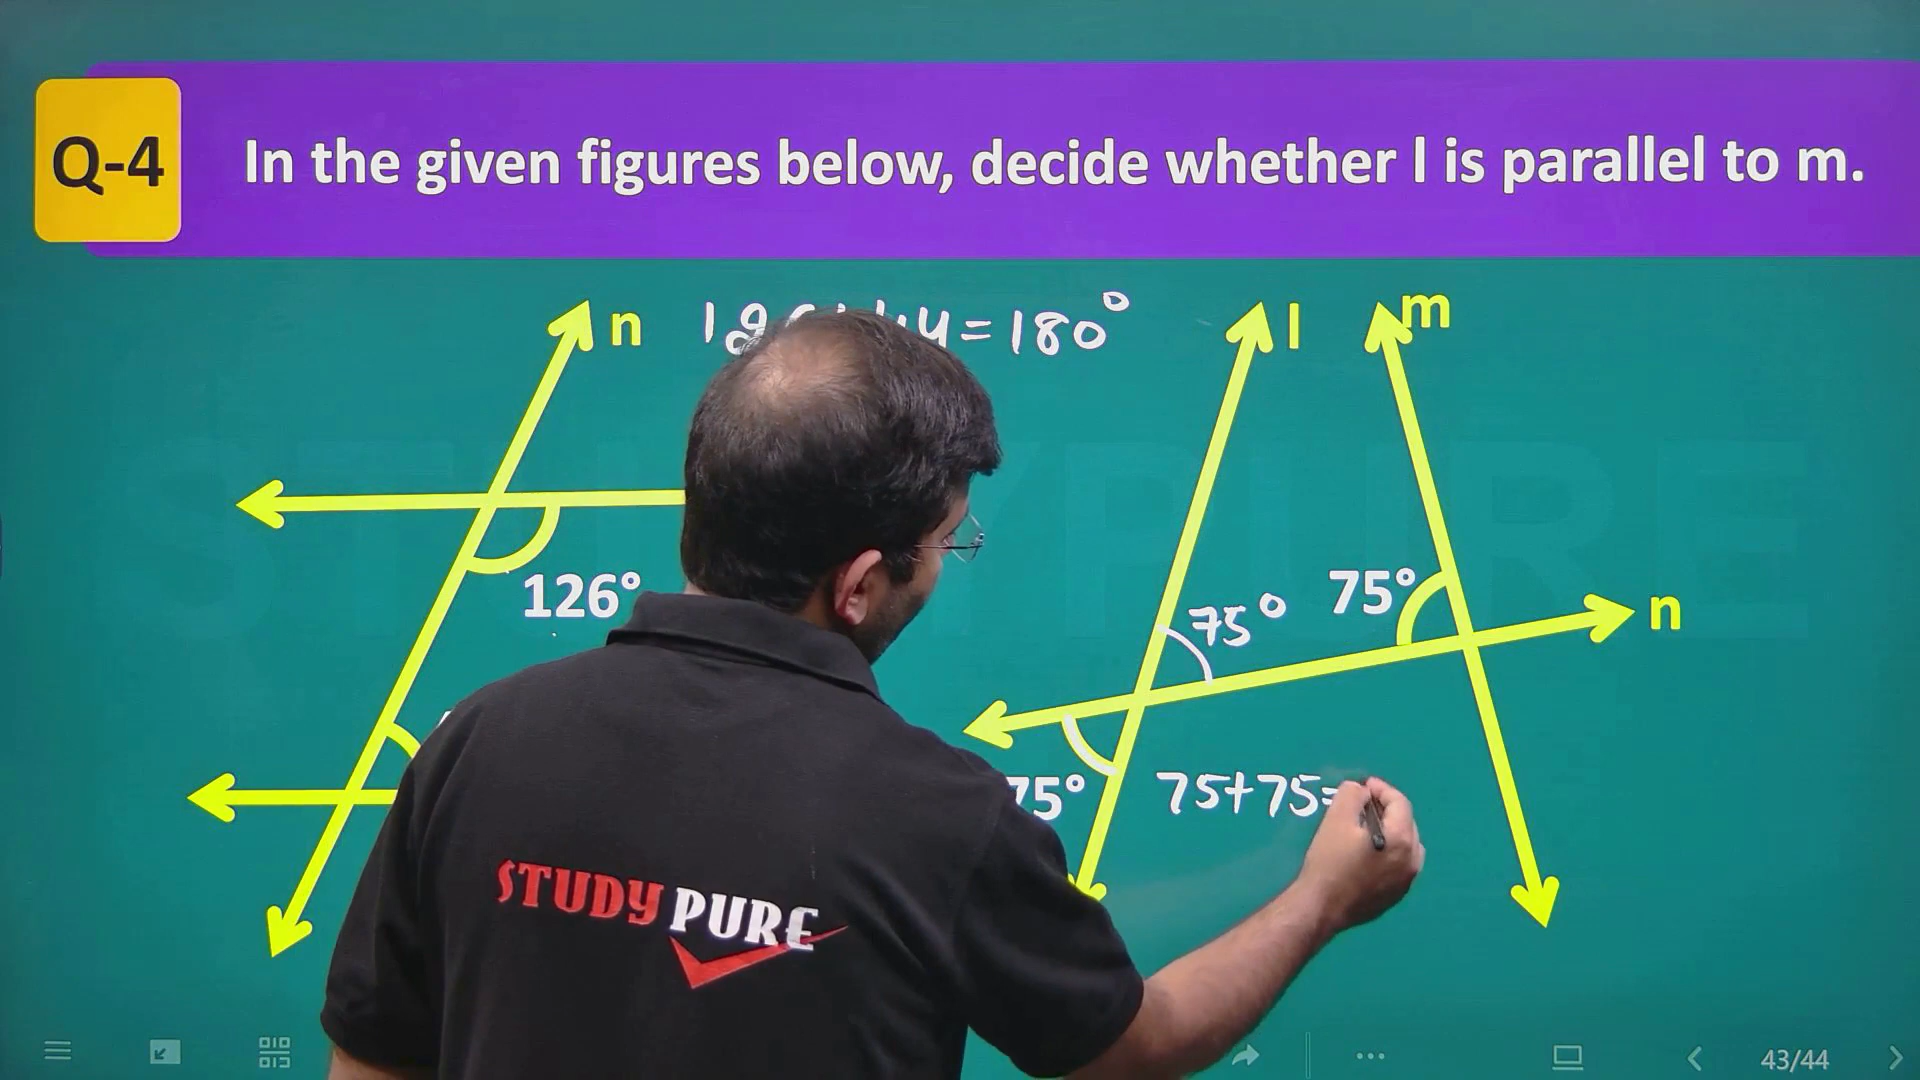 Q-4
In the given figures below, decide whether l is parallel to m.
n
=180°
l
m
126°
75°
75°
n
75°
75+75=
STUDY PURE
43/44